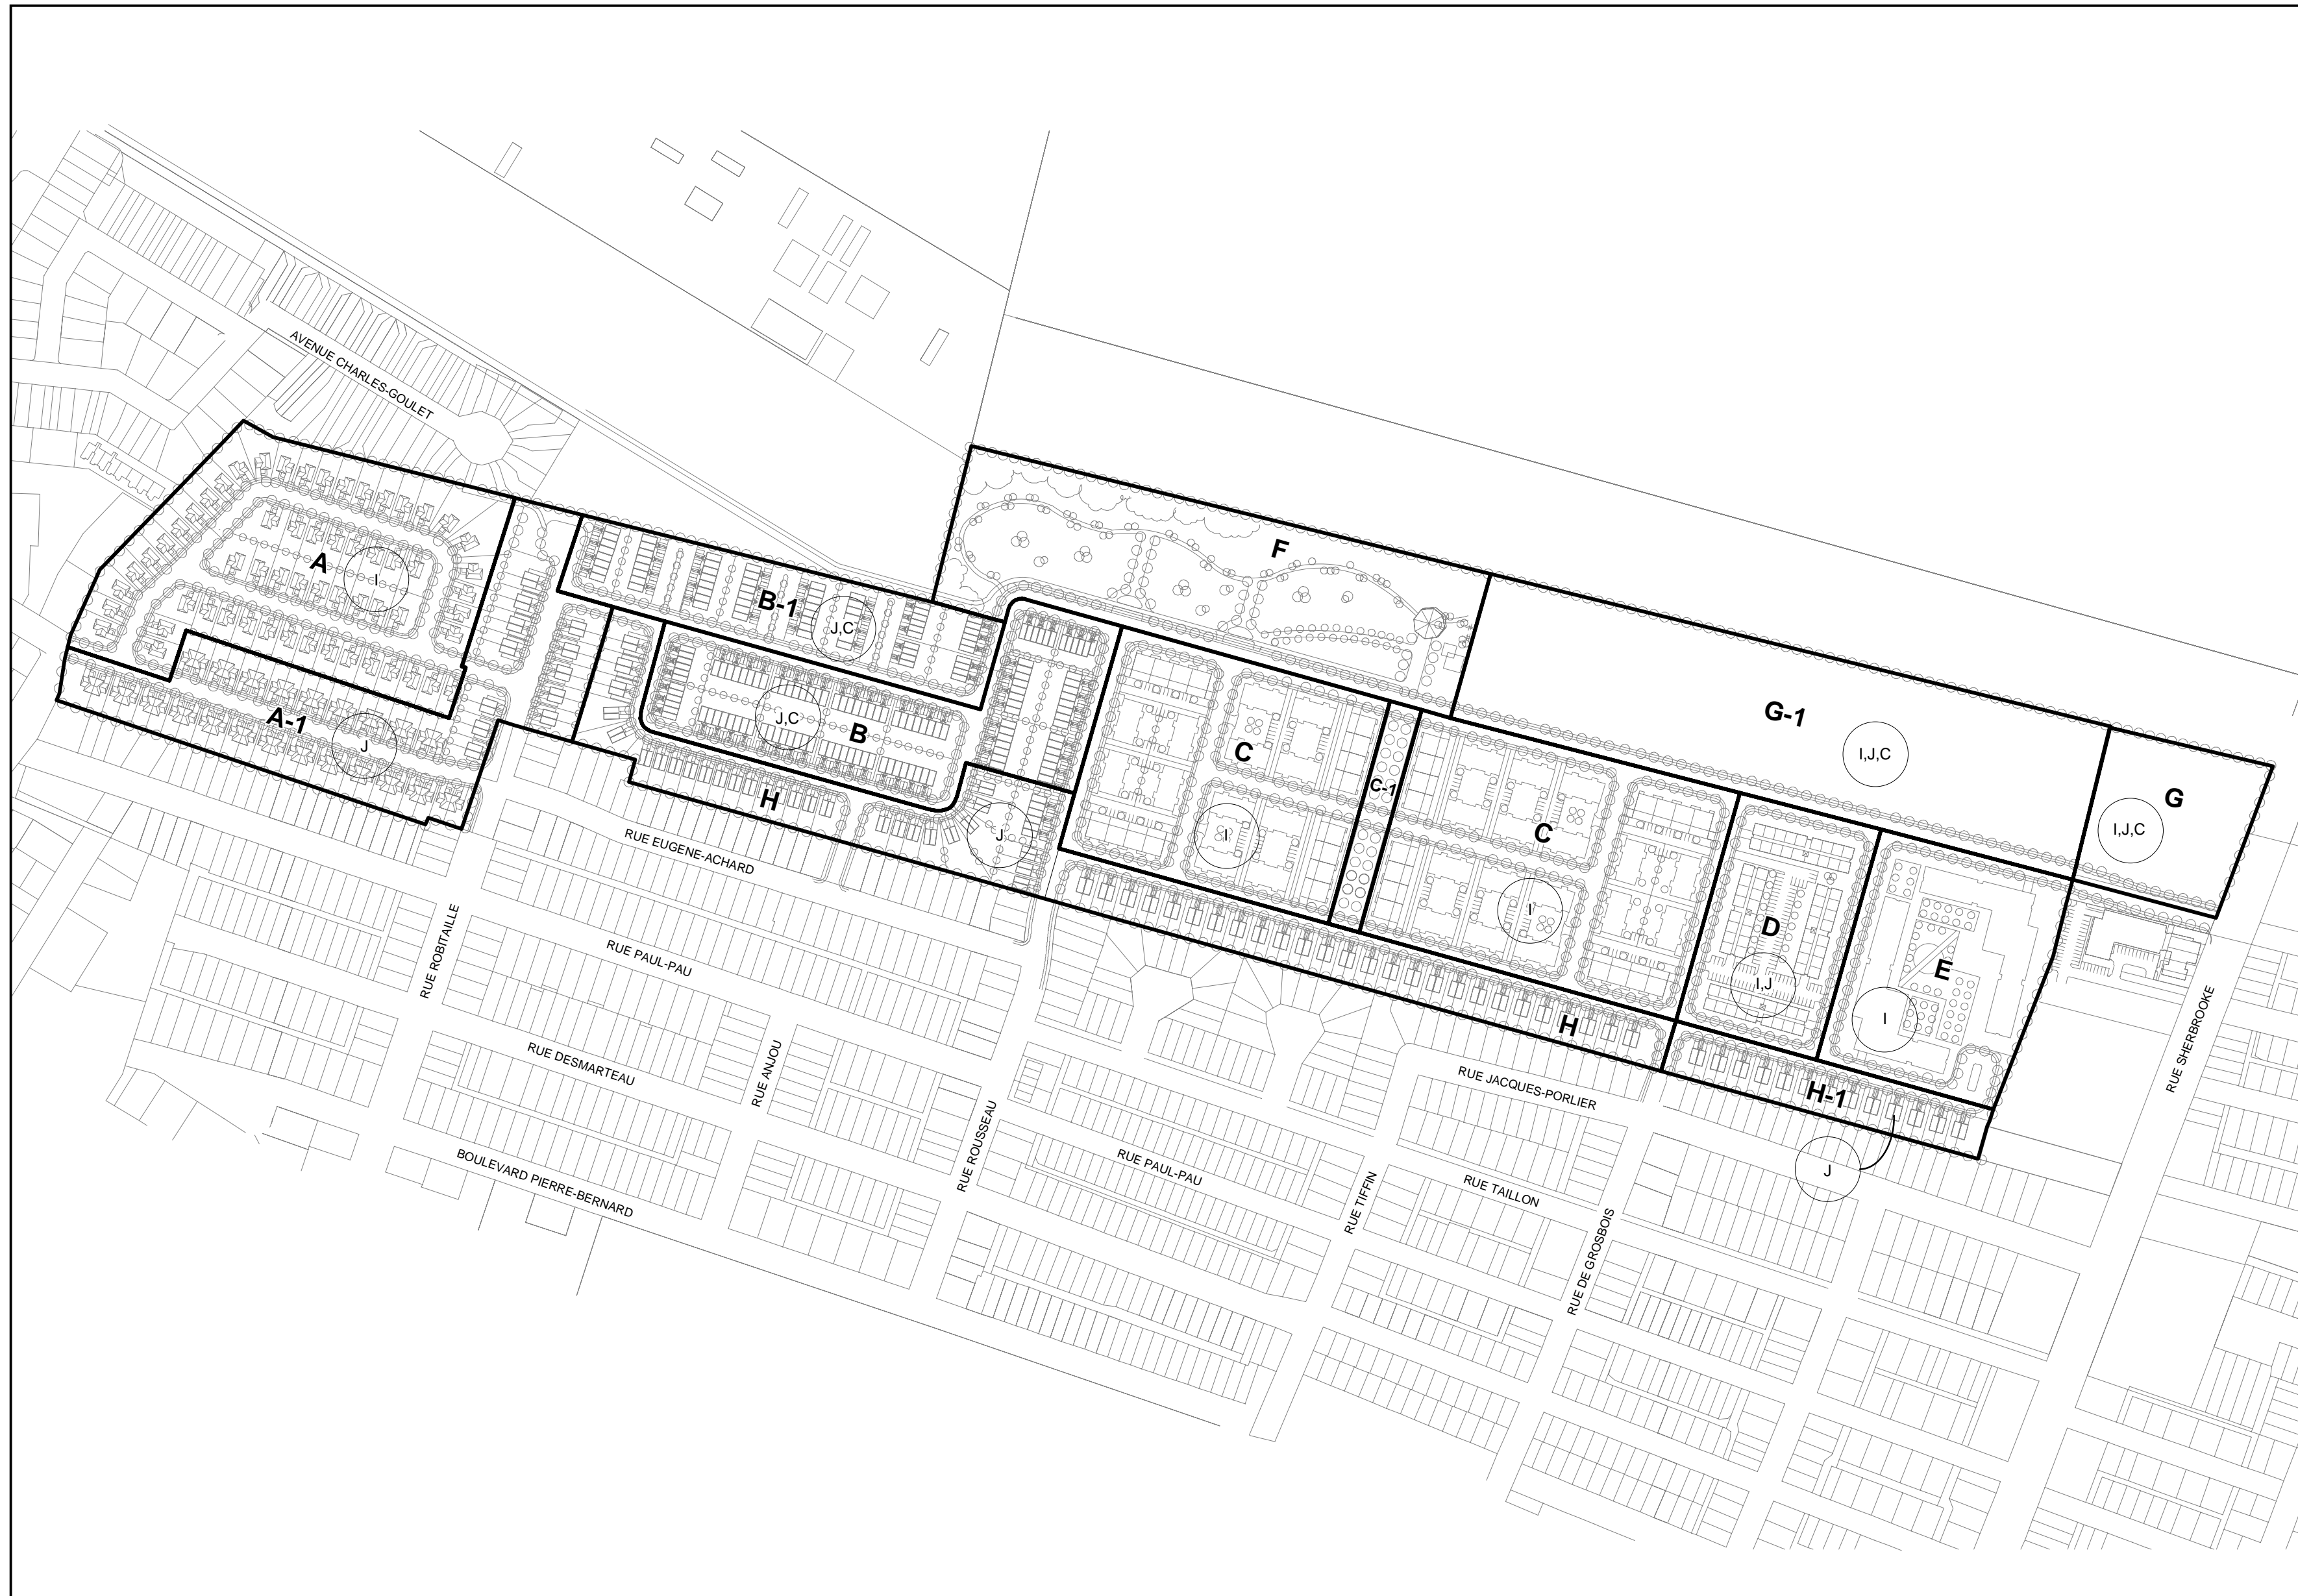 AVENUE CHARLES-GOULET
F
A
I
B-1
J,C
G-1
I,J,C
G
I,J,C
A-1
J
J,C
B
C
C-1
H
J
I
C
I
D
I,J
E
I
RUE EUGENE-ACHARD
RUE ROBITAILLE
RUE PAUL-PAU
H
RUE SHERBROOKE
RUE DESMARTEAU
RUE ANJOU
RUE JACQUES-PORLIER
H-1
J
RUE ROUSSEAU
BOULEVARD PIERRE-BERNARD
RUE PAUL-PAU
RUE TIFFIN
RUE TAILLON
RUE DE GROSBOIS